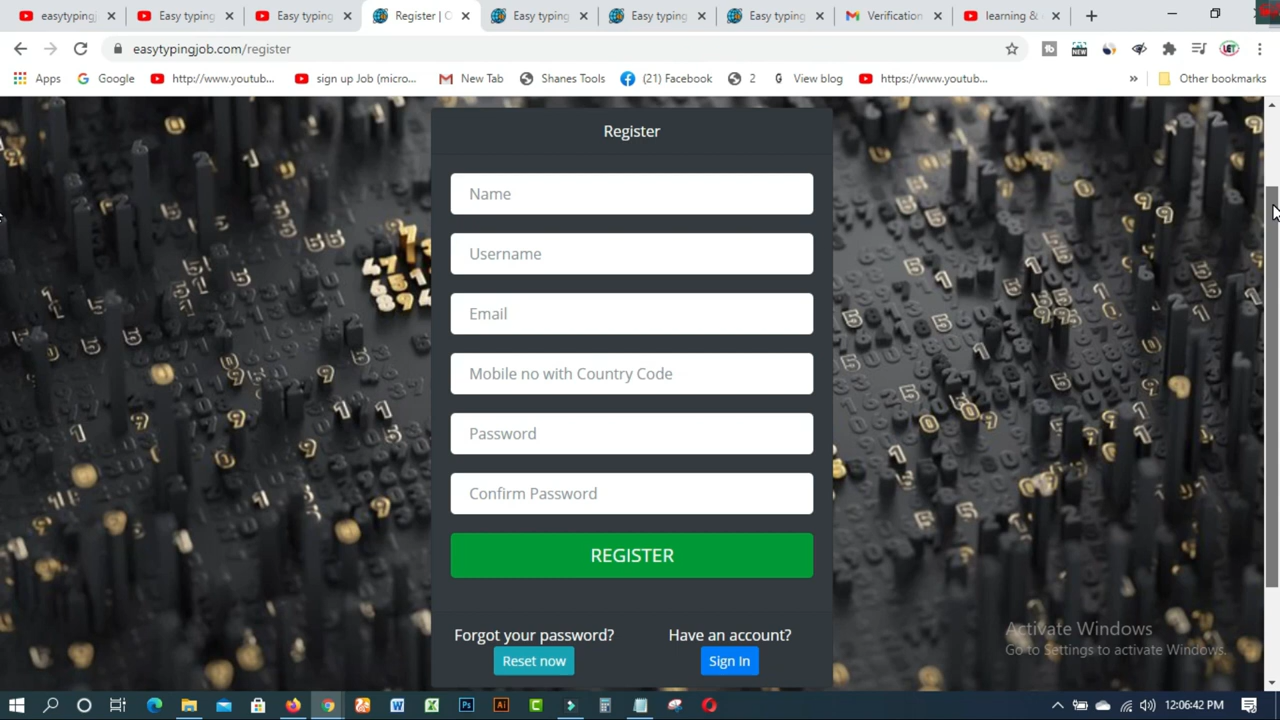 easytyping
Easy typing
Easy typing
Register | O
Easy typing
Easy typing
Easy typing
Verification
learning &
easytypingjob.com/register
Apps
Google
http://www.youtub...
sign up Job (micro...
New Tab
Shanes Tools
(21) Facebook
2
View blog
https://www.youtub...
»
Other bookmarks
Register
Name
Username
Email
Mobile no with Country Code
Password
Confirm Password
REGISTER
Forgot your password?
Have an account?
Reset now
Sign In
Activate Windows
Go to Settings to activate Windows.
12:06:42 PM